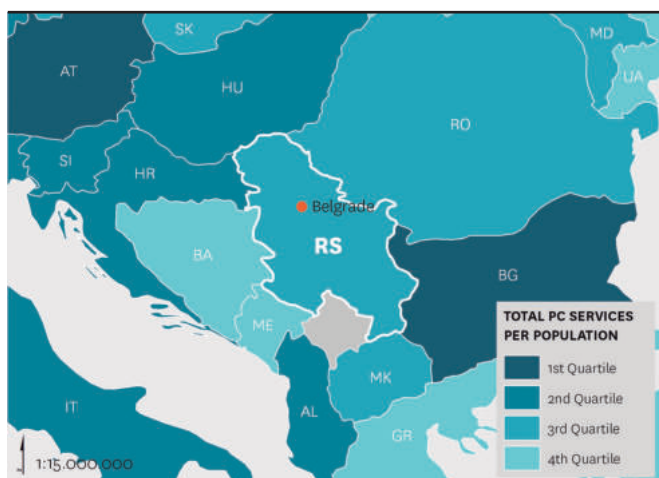 SK
MD
AT
UA
HU
RO
SI
HR
Belgrade
RS
BA
BG
ME
MK
IT
AL
GR
TOTAL PC SERVICES
PER POPULATION
1st Quartile
2nd Quartile
3rd Quartile
4th Quartile
1:15.000.000